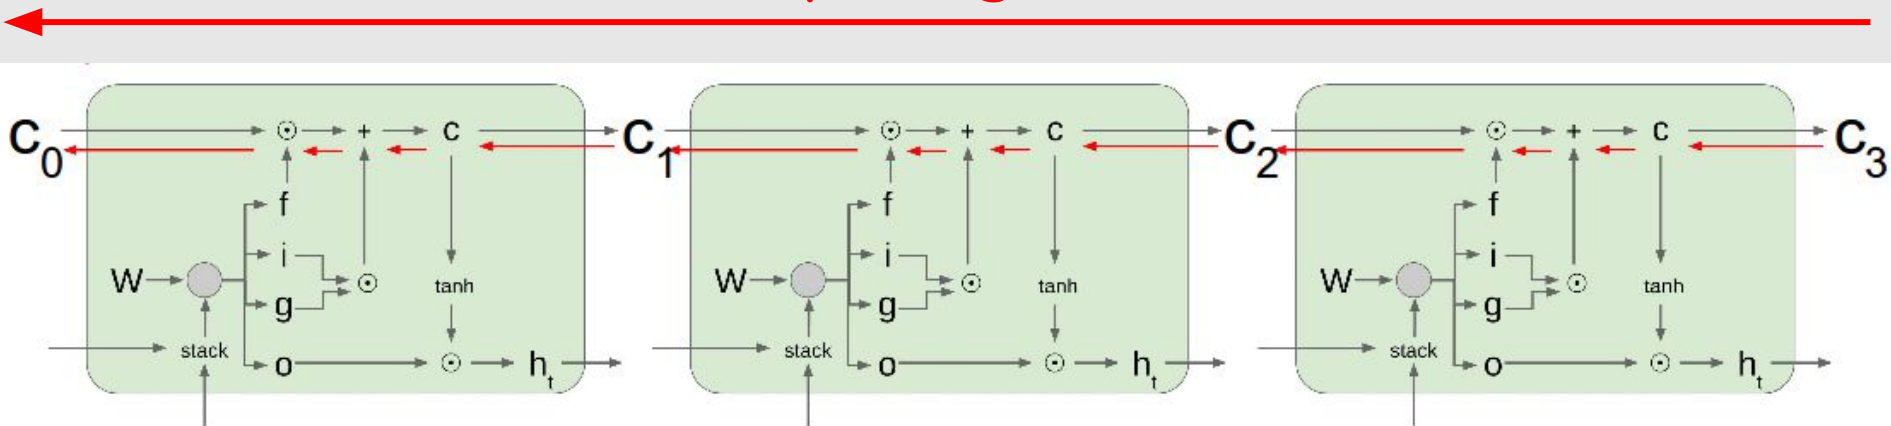 C0 ⊙ + c C1 ⊙ + c C2 ⊙ + c C3
f f f
i i i
W ⊙ tanh W ⊙ tanh W ⊙ tanh
g g g
stack o ⊙ ht stack o ⊙ ht stack o ⊙ ht